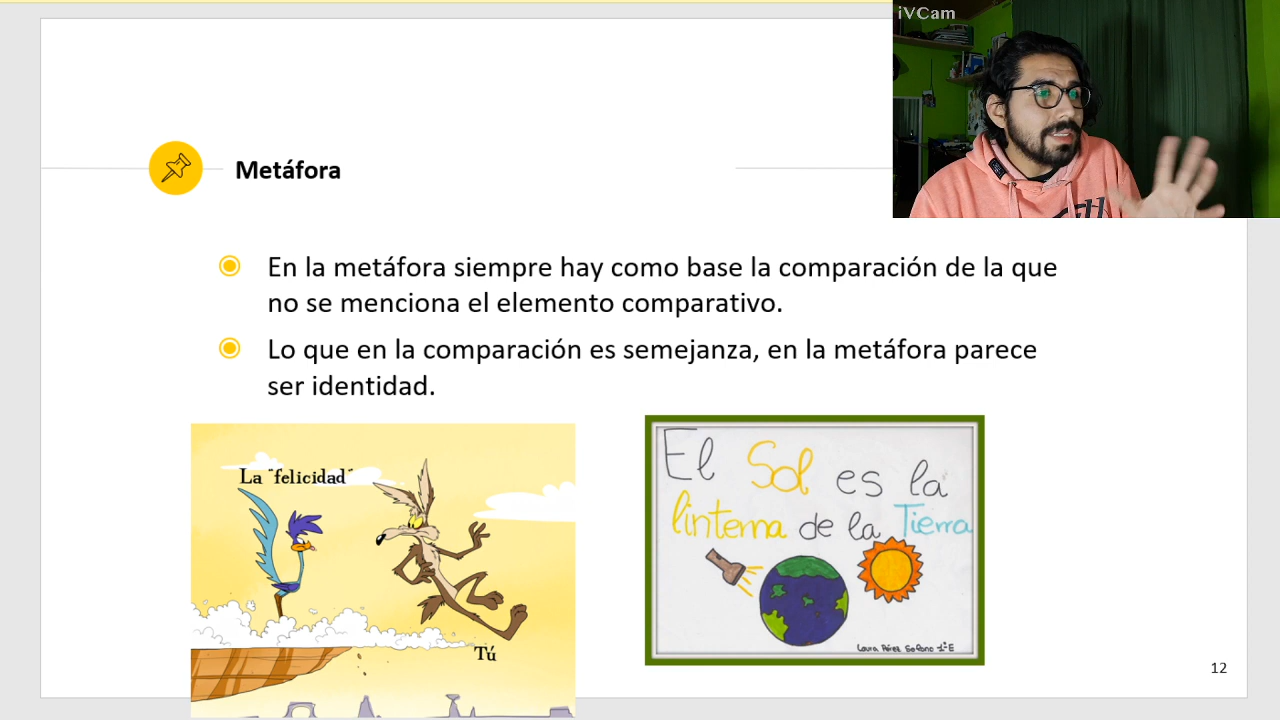 iVCam
Metáfora
En la metáfora siempre hay como base la comparación de la que
no se menciona el elemento comparativo.
Lo que en la comparación es semejanza, en la metáfora parece
ser identidad.
La "felicidad"
Tú
El Sol es la
linterna de la Tierra
Laura Pérez
12